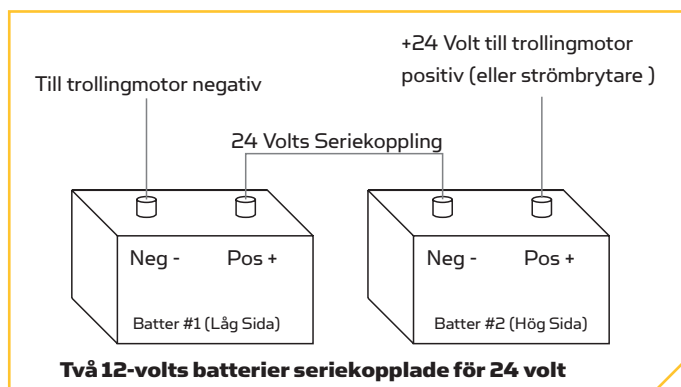 +24 Volt till trollingmotor
positiv (eller strömbrytare )
Till trollingmotor negativ
24 Volts Seriekoppling
Neg - Pos +
Neg - Pos +
Batter #1 (Låg Sida)
Batter #2 (Hög Sida)
Två 12-volts batterier seriekopplade för 24 volt